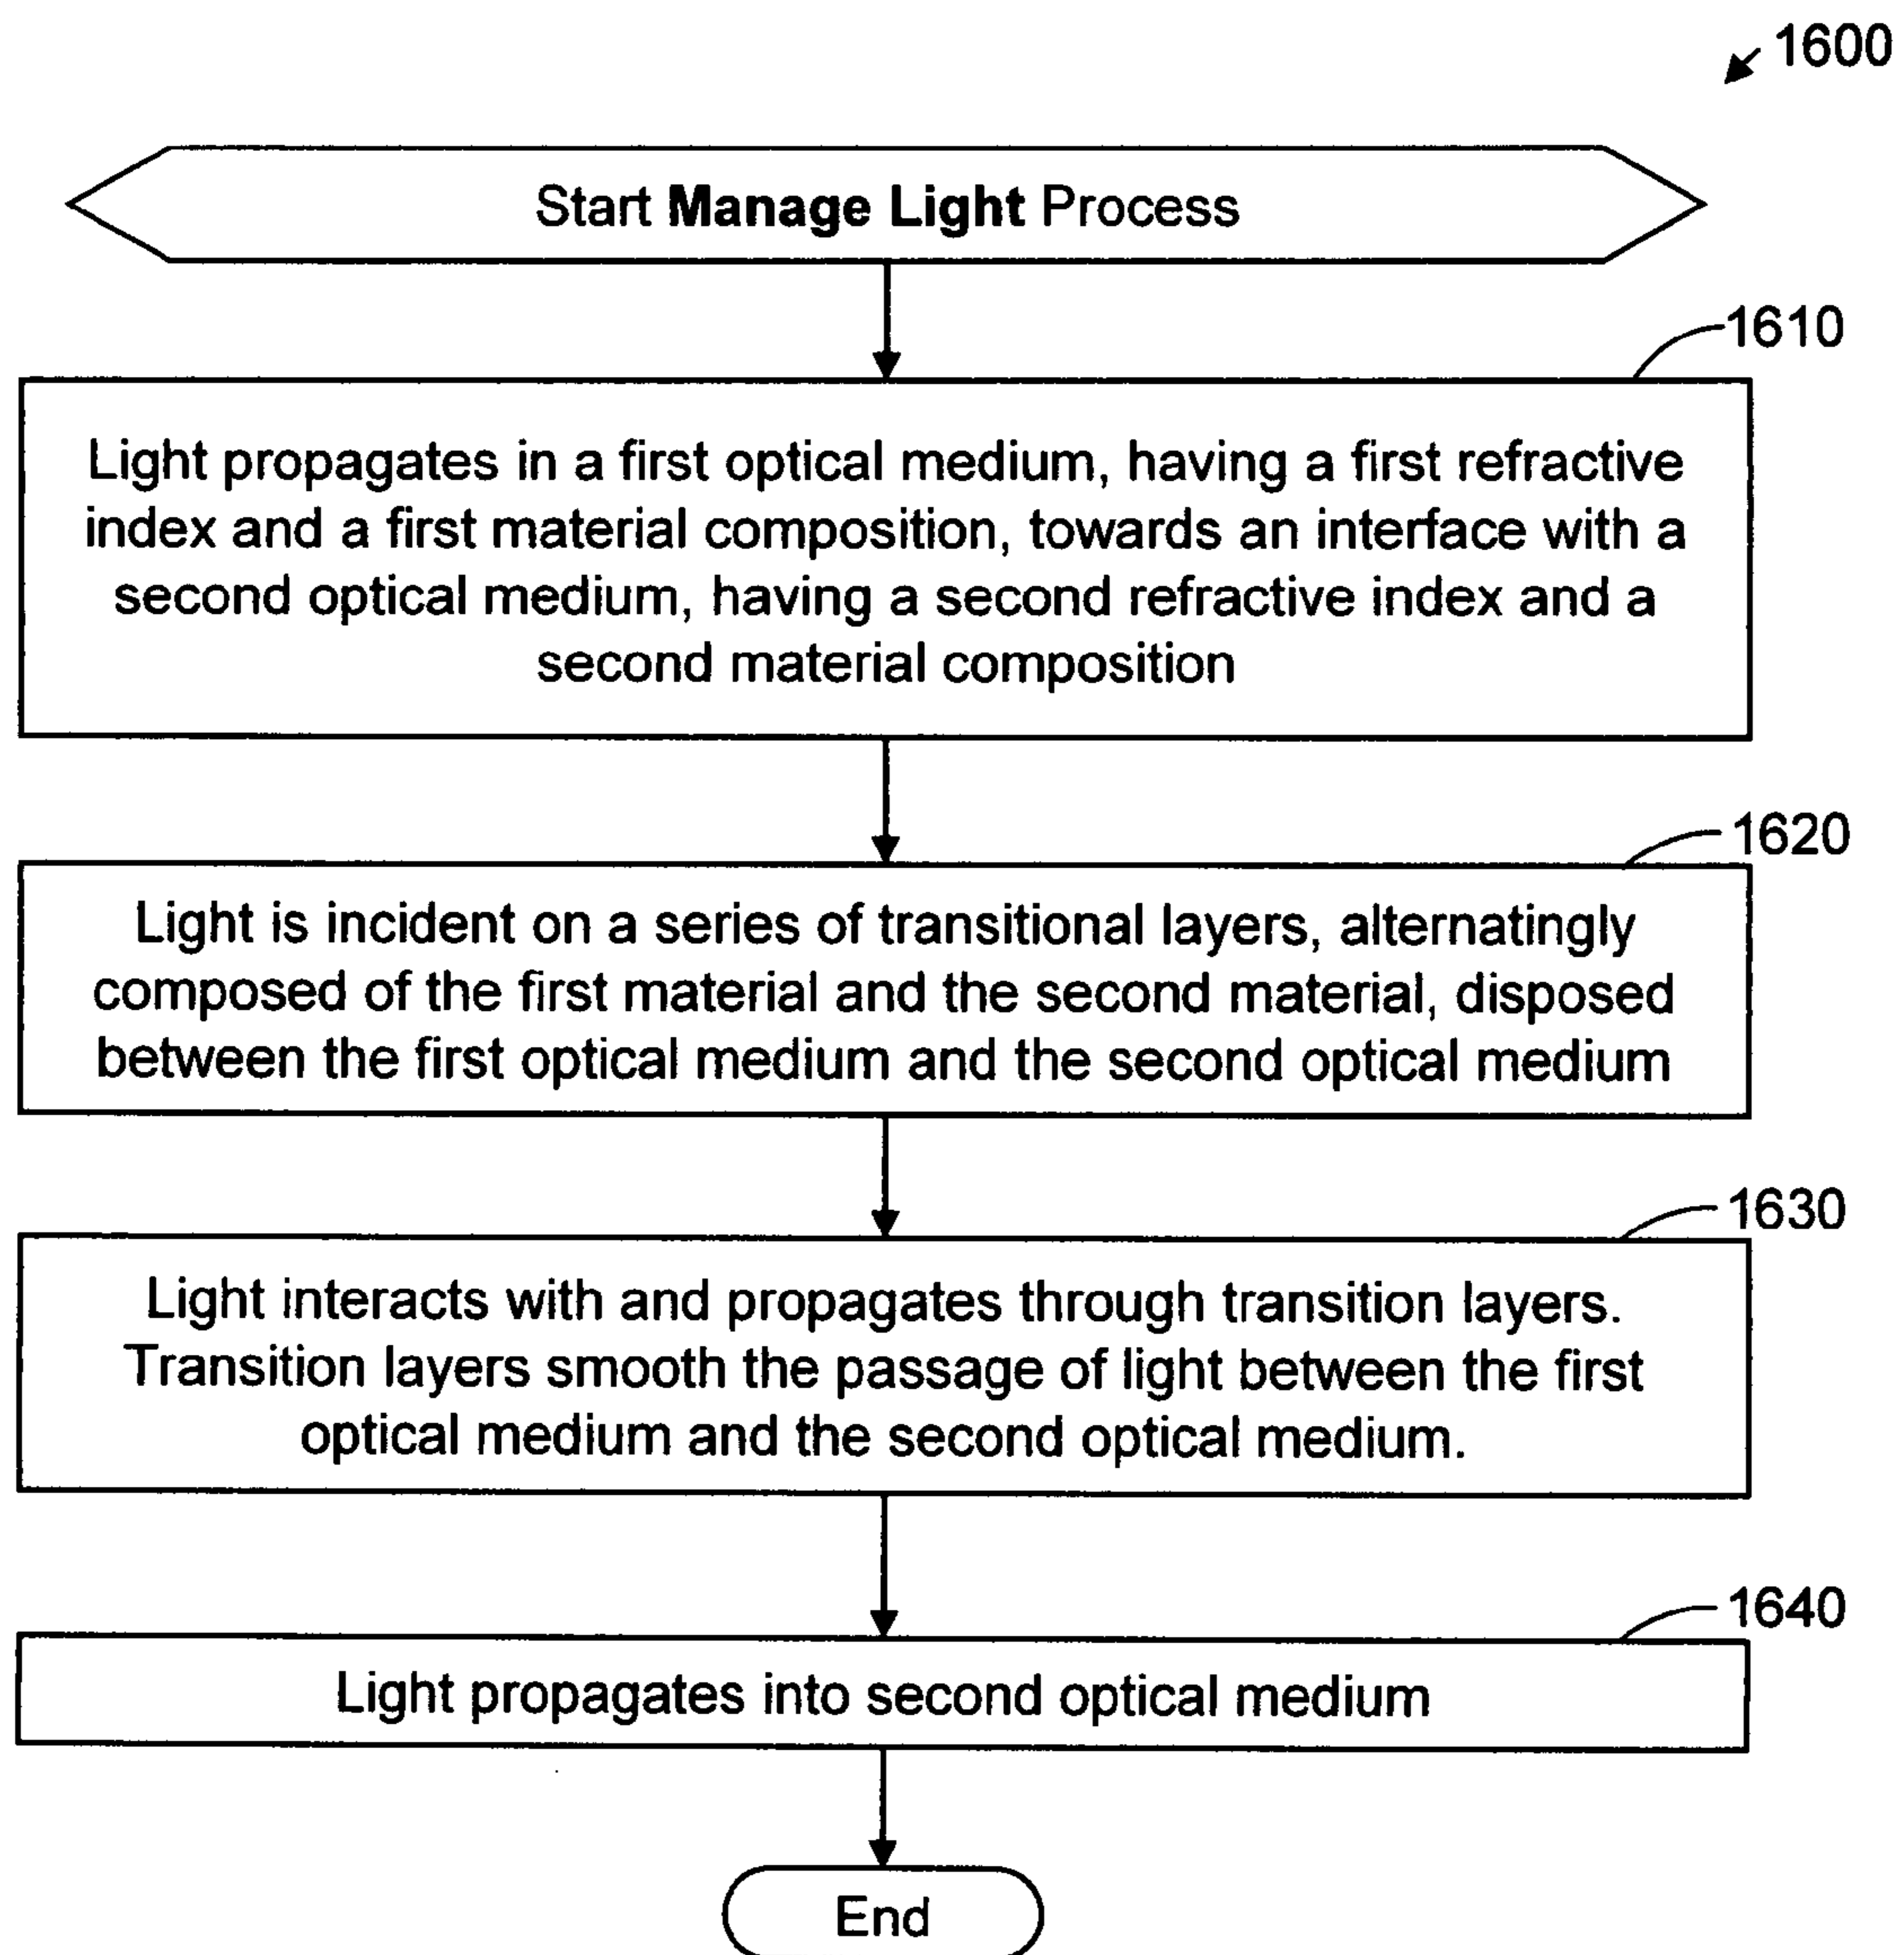 1600
Start Manage Light Process
1610
Light propagates in a first optical medium, having a first refractive
index and a first material composition, towards an interface with a
second optical medium, having a second refractive index and a
second material composition
1620
Light is incident on a series of transitional layers, alternatingly
composed of the first material and the second material, disposed
between the first optical medium and the second optical medium
1630
Light interacts with and propagates through transition layers.
Transition layers smooth the passage of light between the first
optical medium and the second optical medium.
1640
Light propagates into second optical medium
End